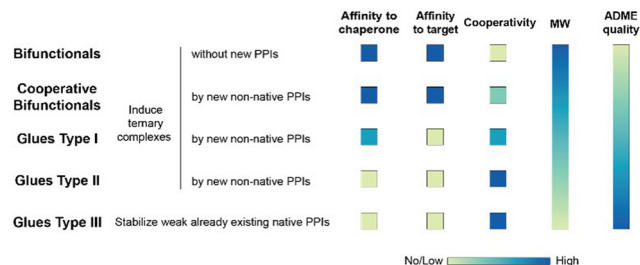 Affinity to
chaperone
Affinity
to target
Cooperativity
MW
ADME
quality
Bifunctionals
without new PPIs
Cooperative
Bifunctionals
by new non-native PPIs
Induce
ternary
complexes
Glues Type I
by new non-native PPIs
Glues Type II
by new non-native PPIs
Glues Type III
Stabilize weak already existing native PPIs
No/Low
High